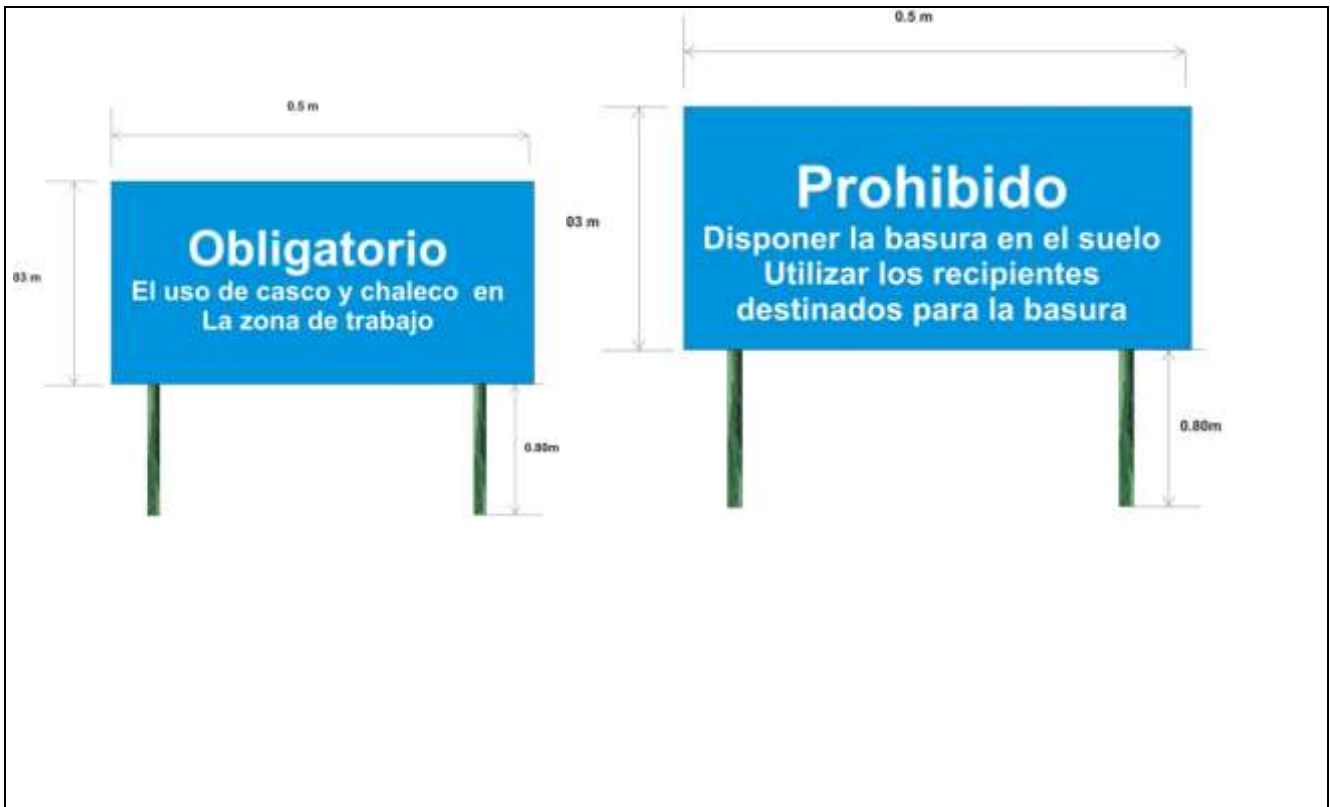 0.5 m
03 m
Obligatorio
El uso de casco y chaleco en
La zona de trabajo
0.80m
0.5 m
03 m
Prohibido
Disponer la basura en el suelo
Utilizar los recipientes
destinados para la basura
0.80m